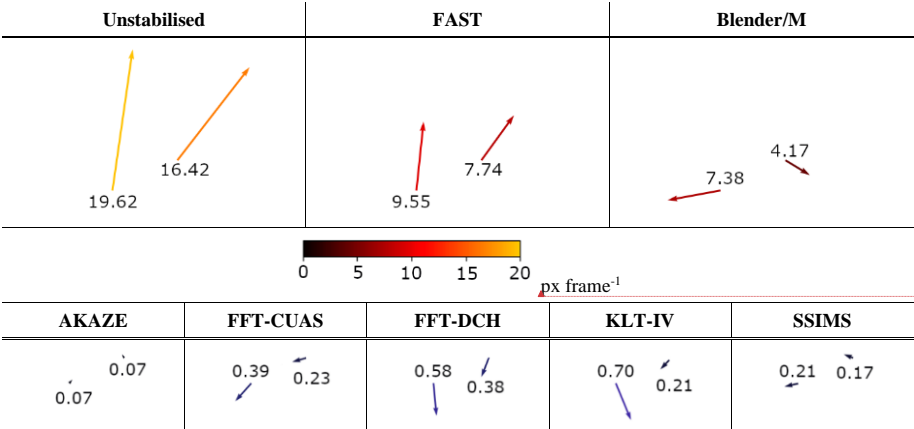 Unstabilised FAST Blender/M
4.17
16.42 7.74 7.38
19.62 9.55
0 5 10 15 20
px frame-1
AKAZE FFT-CUAS FFT-DCH KLT-IV SSIMS
0.07 0.39 0.23 0.58 0.38 0.70 0.21 0.21 0.17
0.07